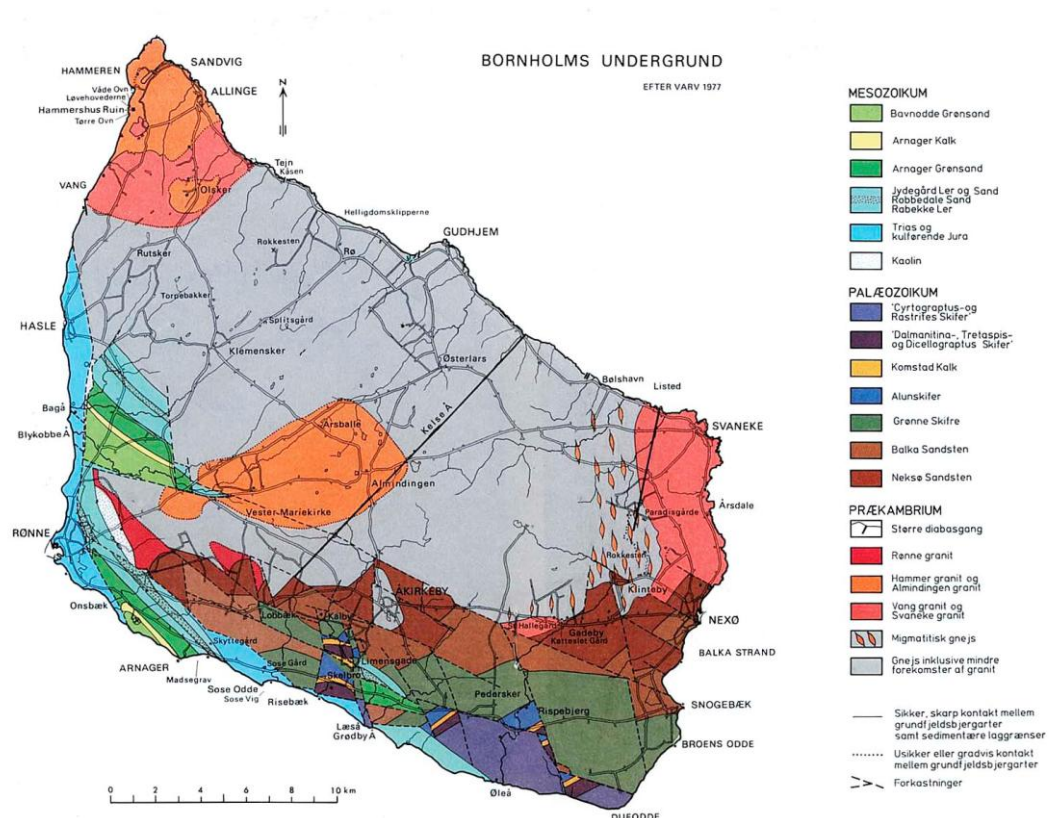 BORNHOLMS UNDERGRUND
EFTER VARV 1977
N
HAMMEREN
SANDVIG
Våde Ovn
Løvehovederne
ALLINGE
Hammershus Ruin
Tørre Ovn
Tejn
Kåsen
VANG
Olsker
Helligdomsklipperne
GUDHJEM
Rokkesten
Rø
Rutsker
Torpebakker
HASLE
Splitsgård
Klemensker
Østerlars
Bølshavn
Listed
SVANEKE
Bagå
Blykobbe Å
Årsballe
Kelse Å
Almindingen
Vester-Mariekirke
Paradisgårde
Årsdale
RØNNE
Rokkesten
Klinteby
ÅKIRKEBY
NEXØ
Onsbæk
Lobbæk
Kalby
St. Hallegård
Gadeby
Kørteslet Gård
BALKA STRAND
Skyttegård
Limensgade
ARNAGER
Madsegrav
Sose Gård
Skelbro
Sose Odde
Sose Vig
Risebæk
Pedersker
Rispebjerg
SNOGEBÆK
Læså
Grødby Å
BROENS ODDE
Øleå
DUEODDE
0 2 4 6 8 10 km
MESOZOIKUM
Bavnodde Grønsand
Arnager Kalk
Arnager Grønsand
Jydegård Ler og Sand
Robbedale Sand
Rabekke Ler
Trias og
kulførende Jura
Kaolin
PALÆOZOIKUM
'Cyrtograptus-og
Rastrites Skifer'
'Dalmanitina-, Tretaspis-
og Dicellograptus Skifer'
Komstad Kalk
Alunskifer
Grønne Skifre
Balka Sandsten
Neksø Sandsten
PRÆKAMBRIUM
Større diabasgang
Rønne granit
Hammer granit og
Almindingen granit
Vang granit og
Svaneke granit
Migmatitisk gnejs
Gnejs inklusive mindre
forekomster af granit
Sikker, skarp kontakt mellem
grundfjeldsbjergarter
samt sedimentære laggrænser
Usikker eller gradvis kontakt
mellem grundfjeldsbjergarter
Forkastninger